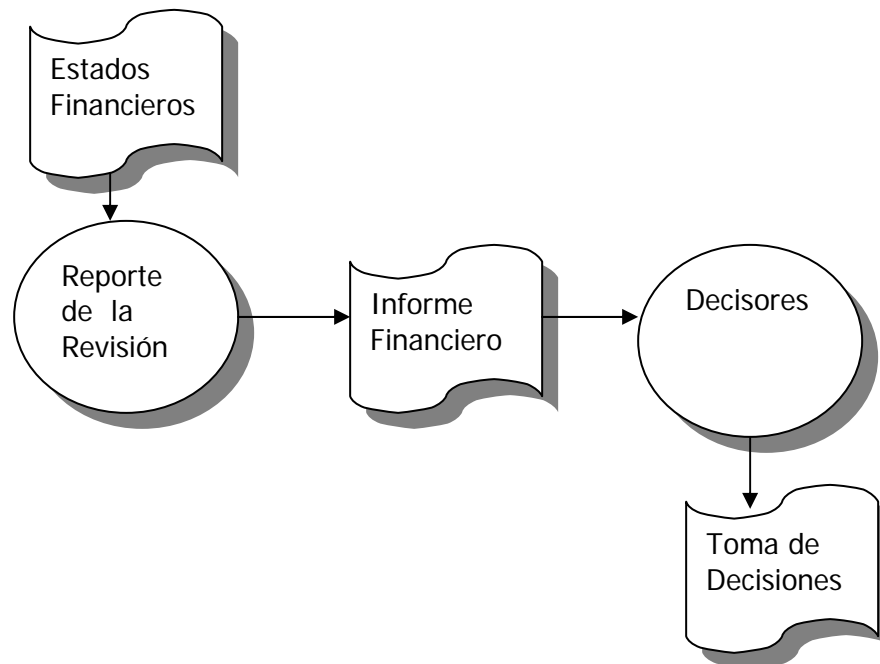 Estados
Financieros
Reporte
de la
Revisión
Informe
Financiero
Decisores
Toma de
Decisiones